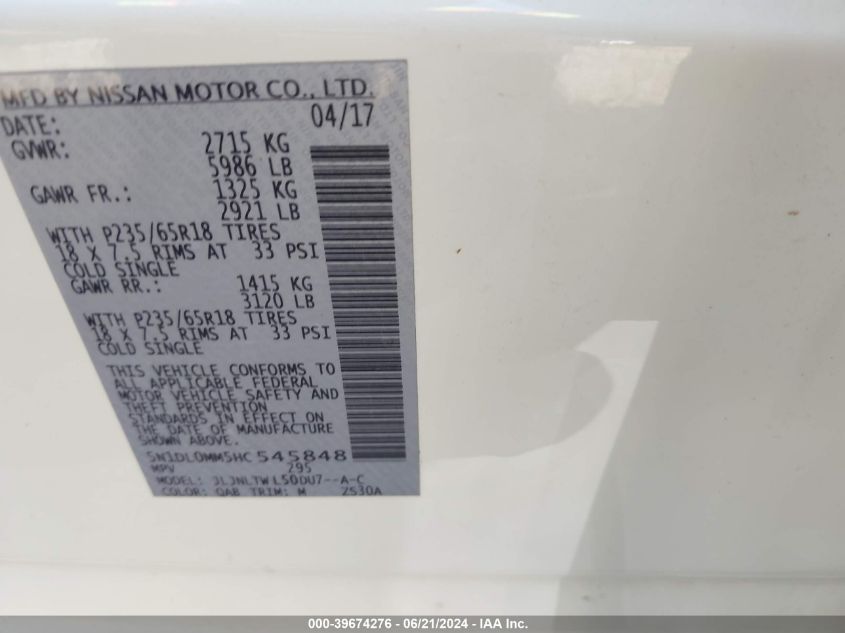 MFD BY NISSAN MOTOR CO., LTD.
DATE: 04/17
GVWR: 2715 KG
5986 LB
GAWR FR.: 1325 KG
2921 LB
WITH P235/65R18 TIRES
18 X 7.5 RIMS AT 33 PSI
COLD SINGLE
GAWR RR.: 1415 KG
3120 LB
WITH P235/65R18 TIRES
18 X 7.5 RIMS AT 33 PSI
COLD SINGLE
THIS VEHICLE CONFORMS TO
ALL APPLICABLE FEDERAL
MOTOR VEHICLE SAFETY AND
THEFT PREVENTION
STANDARDS IN EFFECT ON
THE DATE OF MANUFACTURE
SHOWN ABOVE.
5N1DL0MM5HC545848
MPV 295
MODEL: JLJNLTWL50DU7--A-C
COLOR: QAB TRIM: M 2530A
000-39674276 - 06/21/2024 - IAA Inc.